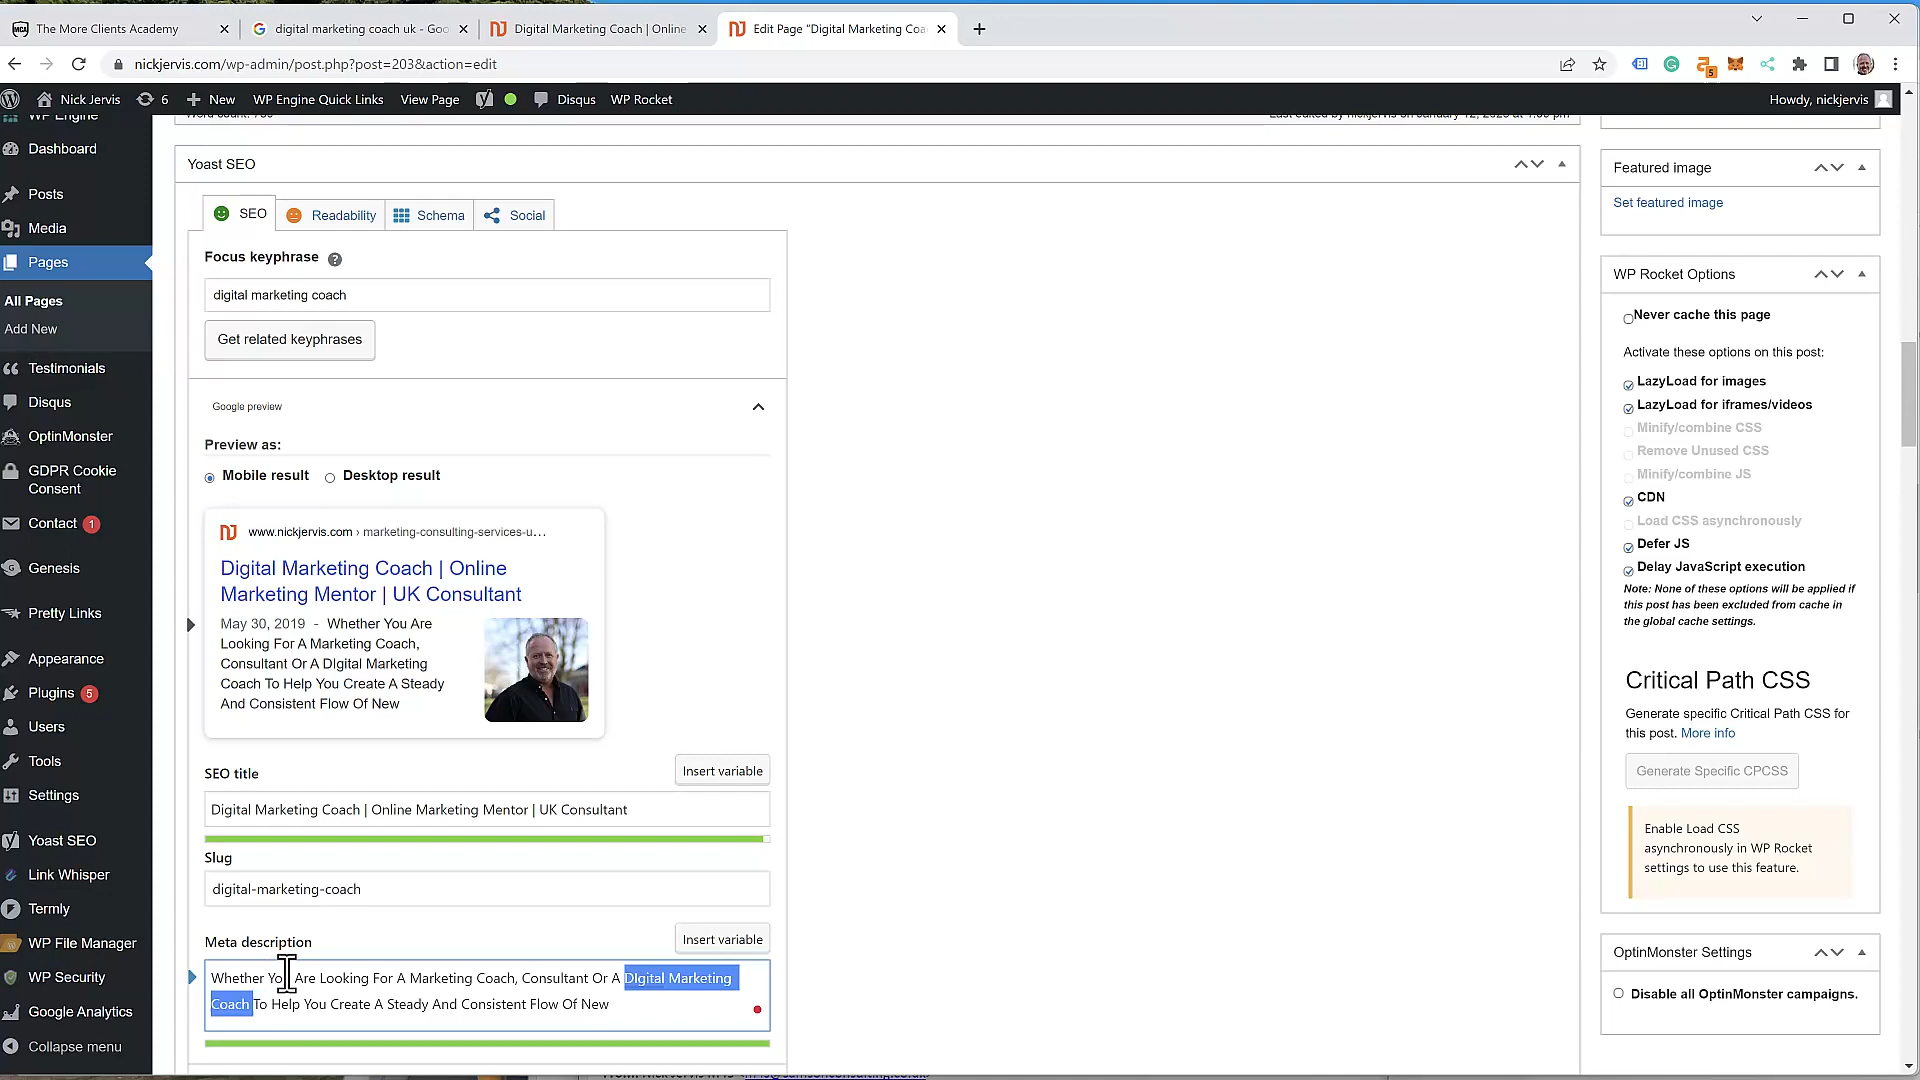 The More Clients Academy
digital marketing coach uk - Goo
Digital Marketing Coach | Online
Edit Page "Digital Marketing Coa
nickjervis.com/wp-admin/post.php?post=203&action=edit
5
Nick Jervis
6
New
WP Engine Quick Links
View Page
Disqus
WP Rocket
Howdy, nickjervis
WP Engine
Dashboard
Posts
Media
Pages
All Pages
Add New
Testimonials
Disqus
OptinMonster
GDPR Cookie
Consent
Contact 1
Genesis
Pretty Links
Appearance
Plugins 5
Users
Tools
Settings
Yoast SEO
Link Whisper
Termly
WP File Manager
WP Security
Google Analytics
Collapse menu
Yoast SEO
SEO
Readability
Schema
Social
Focus keyphrase
digital marketing coach
Get related keyphrases
Google preview
Preview as:
Mobile result
Desktop result
www.nickjervis.com › marketing-consulting-services-u…
Digital Marketing Coach | Online
Marketing Mentor | UK Consultant
May 30, 2019 - Whether You Are
Looking For A Marketing Coach,
Consultant Or A DIgital Marketing
Coach To Help You Create A Steady
And Consistent Flow Of New
SEO title
Insert variable
Digital Marketing Coach | Online Marketing Mentor | UK Consultant
Slug
digital-marketing-coach
Meta description
Insert variable
Whether You Are Looking For A Marketing Coach, Consultant Or A DIgital Marketing
Coach To Help You Create A Steady And Consistent Flow Of New
Featured image
Set featured image
WP Rocket Options
Never cache this page
Activate these options on this post:
LazyLoad for images
LazyLoad for iframes/videos
Minify/combine CSS
Remove Unused CSS
Minify/combine JS
CDN
Load CSS asynchronously
Defer JS
Delay JavaScript execution
Note: None of these options will be applied if
this post has been excluded from cache in
the global cache settings.
Critical Path CSS
Generate specific Critical Path CSS for
this post. More info
Generate Specific CPCSS
Enable Load CSS
asynchronously in WP Rocket
settings to use this feature.
OptinMonster Settings
Disable all OptinMonster campaigns.